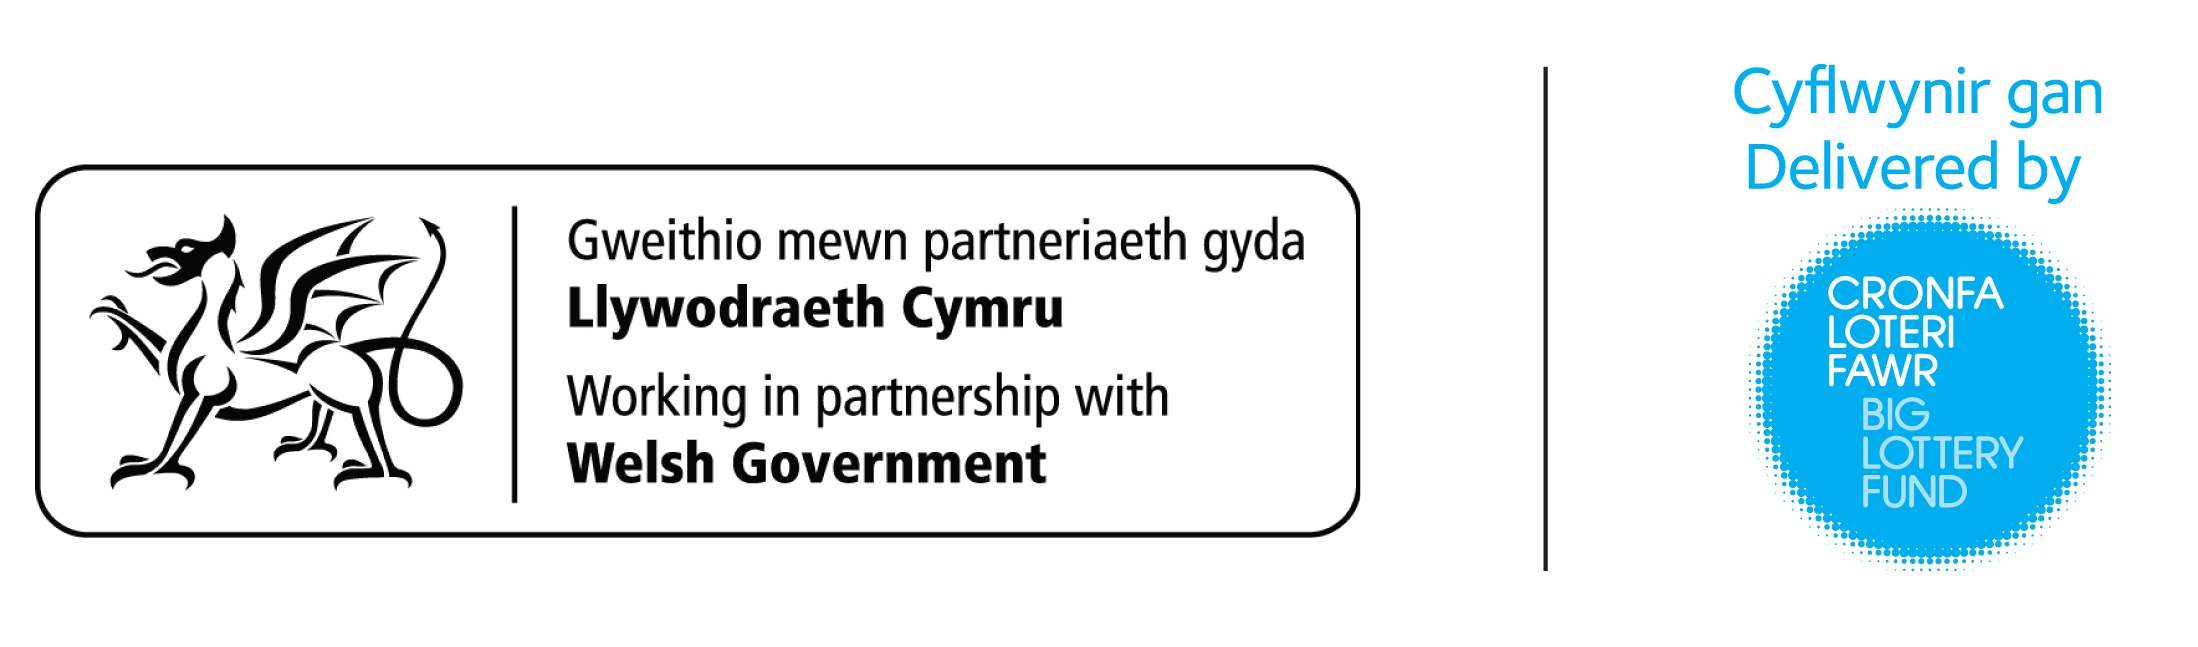 Gweithio mewn partneriaeth gyda
Llywodraeth Cymru
Working in partnership with
Welsh Government
Cyflwynir gan
Delivered by
CRONFA
LOTERI
FAWR
BIG
LOTTERY
FUND